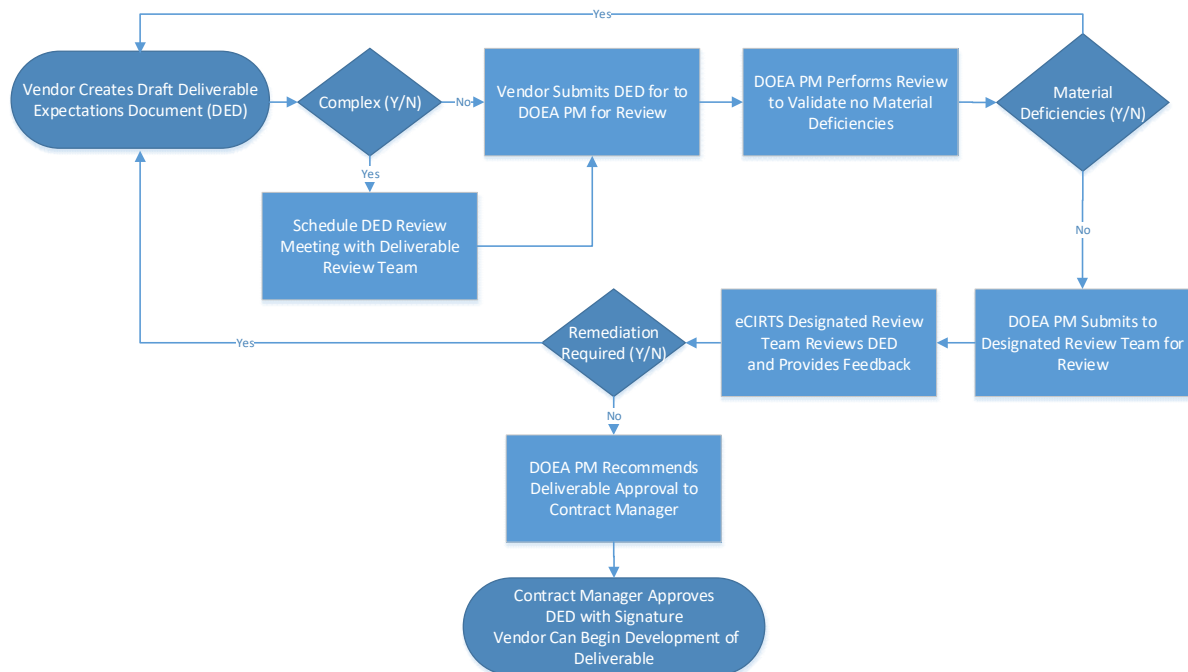 Yes
Vendor Creates Draft Deliverable
Expectations Document (DED)
Complex (Y/N)
No
Vendor Submits DED for to
DOEA PM for Review
DOEA PM Performs Review
to Validate no Material
Deficiencies
Material
Deficiencies (Y/N)
Yes
Schedule DED Review
Meeting with Deliverable
Review Team
No
DOEA PM Submits to
Designated Review Team for
Review
eCIRTS Designated Review
Team Reviews DED
and Provides Feedback
Remediation
Required (Y/N)
Yes
No
DOEA PM Recommends
Deliverable Approval to
Contract Manager
Contract Manager Approves
DED with Signature
Vendor Can Begin Development of
Deliverable